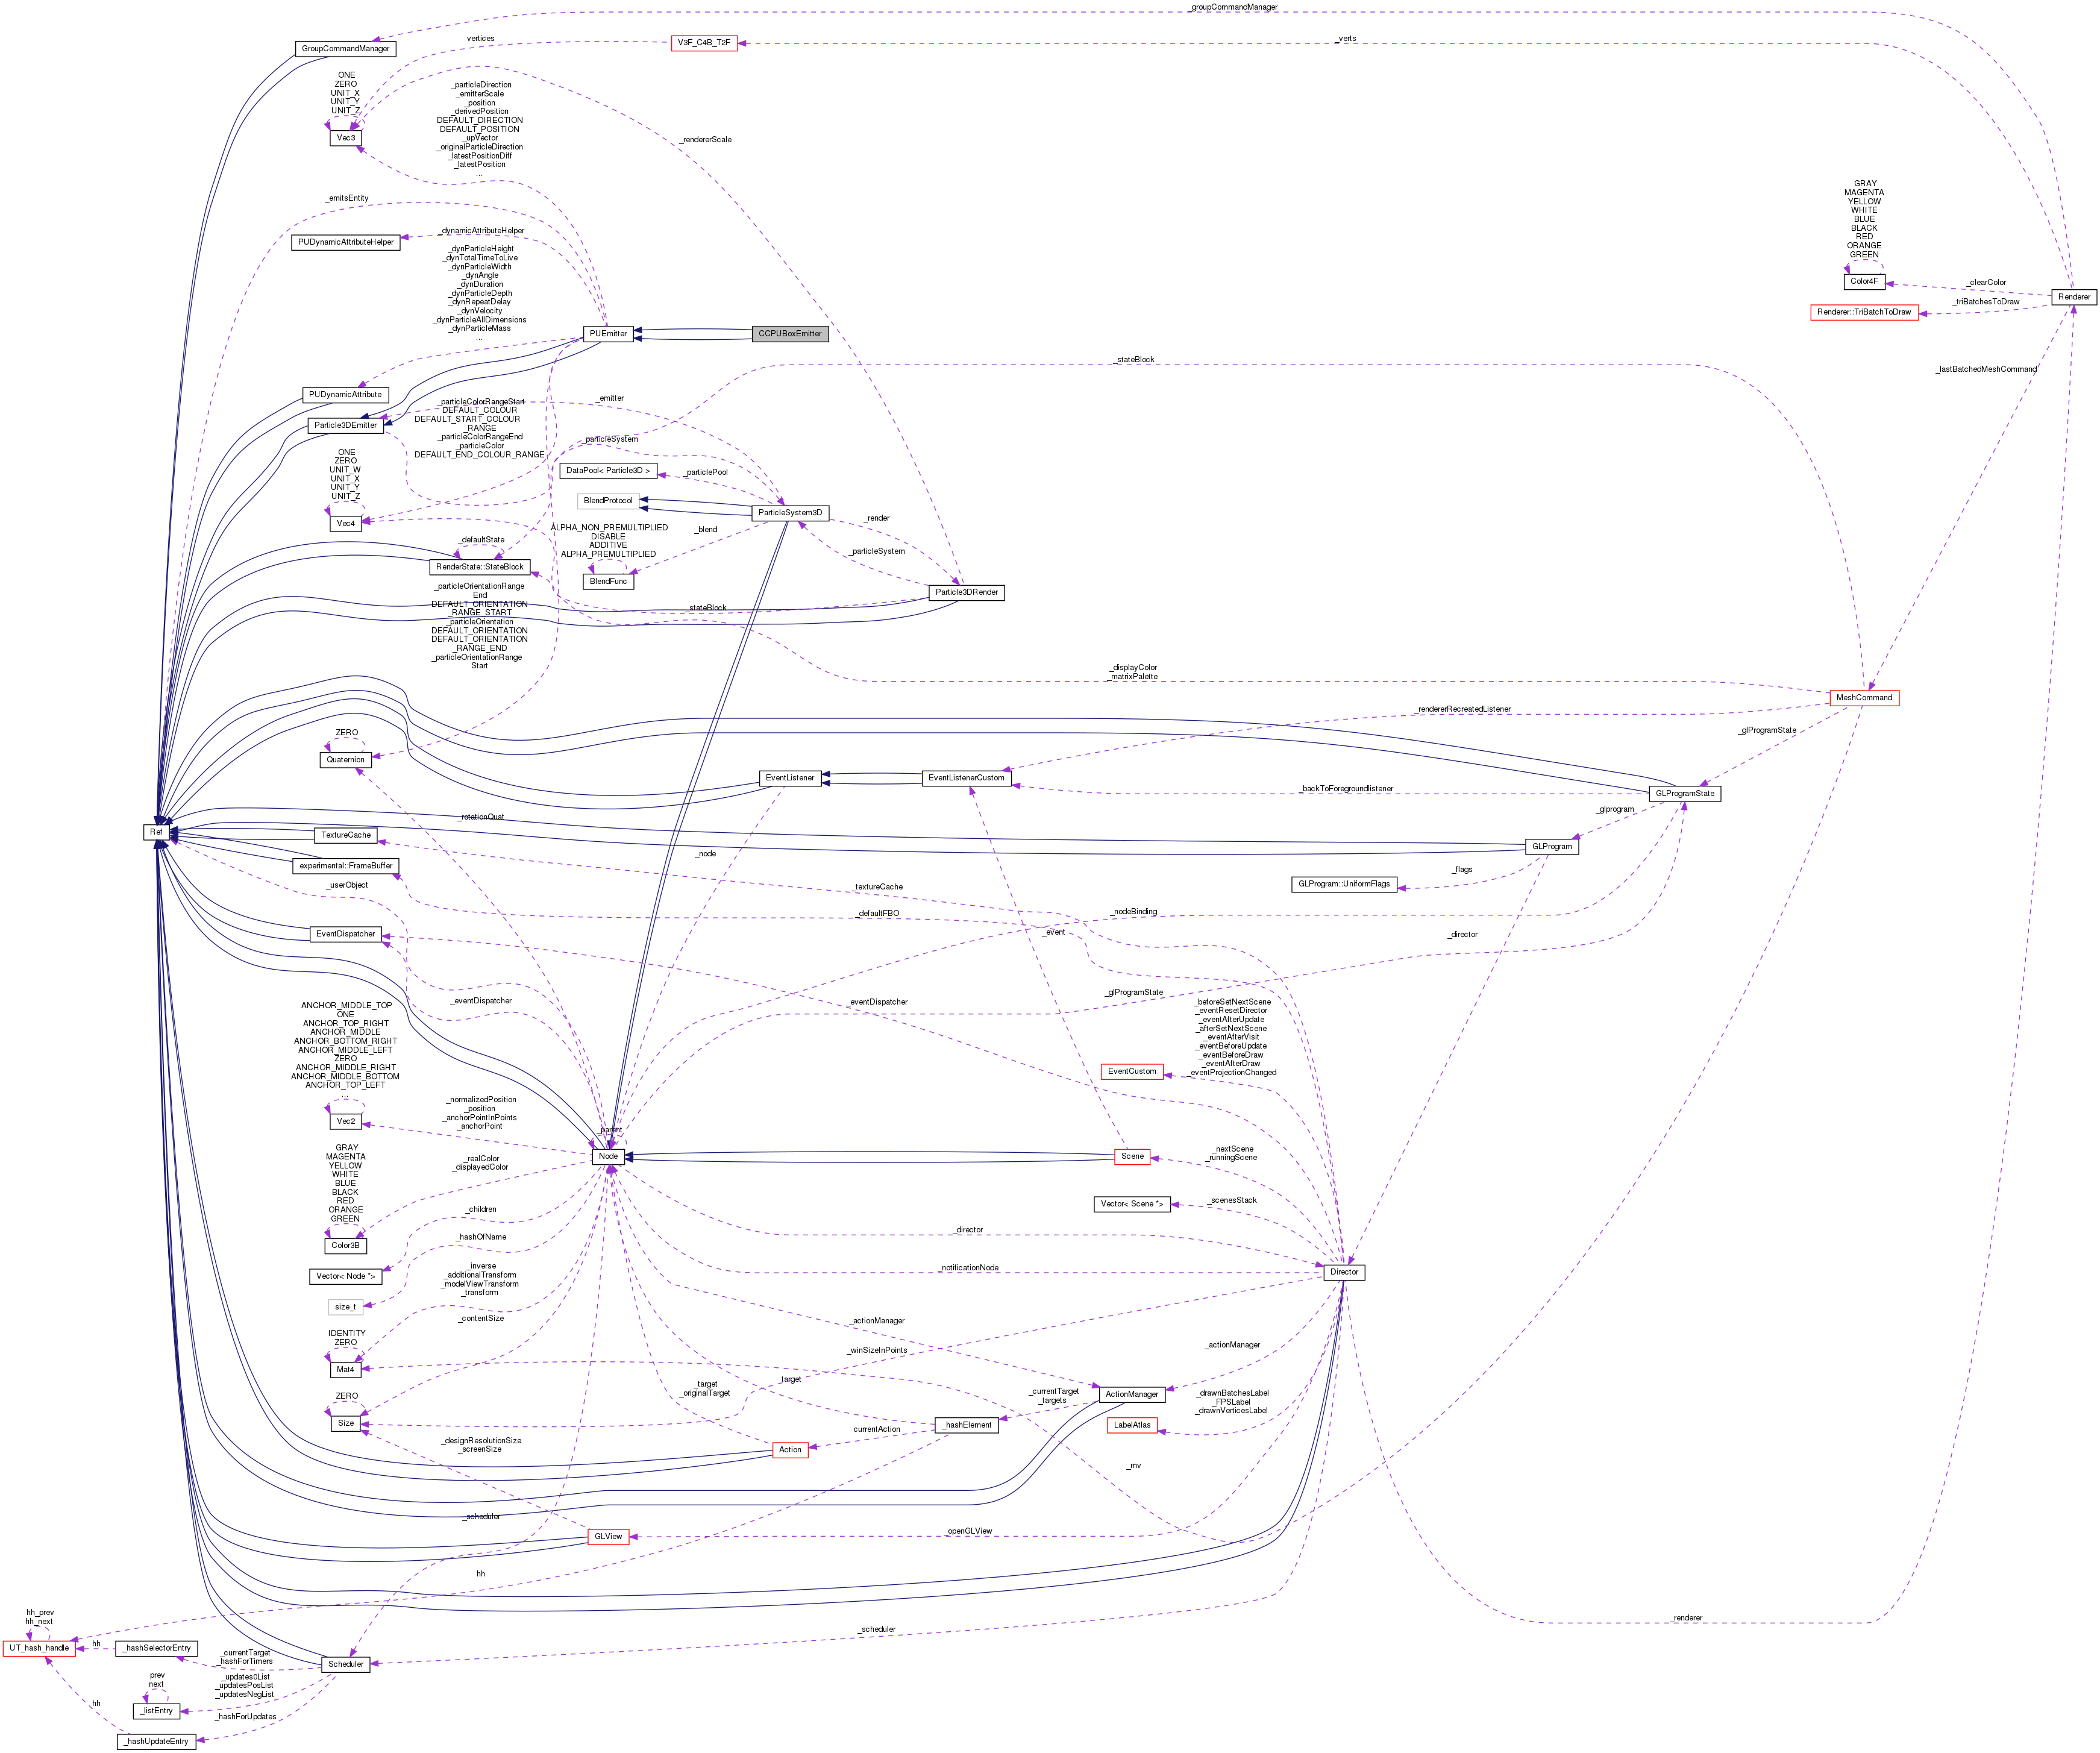 _groupCommandManager
GroupCommandManager
vertices
V3F_C4B_T2F
_verts
ONE
ZERO
UNIT_X
UNIT_Y
UNIT_Z
Vec3
_particleDirection
_emitterScale
_position
_derivedPosition
DEFAULT_DIRECTION
DEFAULT_POSITION
_upVector
_originalParticleDirection
_latestPositionDiff
_latestPosition
...
_rendererScale
_emitsEntity
GRAY
MAGENTA
YELLOW
WHITE
BLUE
BLACK
RED
ORANGE
GREEN
Color4F
_clearColor
Renderer
_triBatchesToDraw
Renderer::TriBatchToDraw
PUDynamicAttributeHelper
_dynamicAttributeHelper
_dynParticleHeight
_dynTotalTimeToLive
_dynParticleWidth
_dynAngle
_dynDuration
_dynParticleDepth
_dynRepeatDelay
_dynVelocity
_dynParticleAllDimensions
_dynParticleMass
...
PUEmitter
CCPUBoxEmitter
_stateBlock
_lastBatchedMeshCommand
PUDynamicAttribute
Particle3DEmitter
_particleColorRangeStart
DEFAULT_COLOUR
DEFAULT_START_COLOUR
_RANGE
_particleColorRangeEnd
_particleColor
DEFAULT_END_COLOUR_RANGE
_emitter
_particleSystem
ONE
ZERO
UNIT_W
UNIT_X
UNIT_Y
UNIT_Z
Vec4
DataPool< Particle3D >
_particlePool
BlendProtocol
ParticleSystem3D
_render
_blend
ALPHA_NON_PREMULTIPLIED
DISABLE
ADDITIVE
ALPHA_PREMULTIPLIED
BlendFunc
_particleSystem
Particle3DRender
_defaultState
RenderState::StateBlock
_stateBlock
_particleOrientationRange
End
DEFAULT_ORIENTATION
_RANGE_START
_particleOrientation
DEFAULT_ORIENTATION
DEFAULT_ORIENTATION
_RANGE_END
_particleOrientationRange
Start
_displayColor
_matrixPalette
MeshCommand
_rendererRecreatedListener
_glProgramState
ZERO
Quaternion
EventListener
EventListenerCustom
_backToForegroundlistener
GLProgramState
_glprogram
_rotationQuat
Ref
TextureCache
_node
GLProgram
experimental::FrameBuffer
_flags
GLProgram::UniformFlags
_userObject
_textureCache
_defaultFBO
_nodeBinding
EventDispatcher
_event
_director
_eventDispatcher
_eventDispatcher
_glProgramState
ANCHOR_MIDDLE_TOP
ONE
ANCHOR_TOP_RIGHT
ANCHOR_MIDDLE
ANCHOR_BOTTOM_RIGHT
ANCHOR_MIDDLE_LEFT
ZERO
ANCHOR_MIDDLE_RIGHT
ANCHOR_MIDDLE_BOTTOM
ANCHOR_TOP_LEFT
...
Vec2
_beforeSetNextScene
_eventResetDirector
_eventAfterUpdate
_afterSetNextScene
_eventAfterVisit
_eventBeforeUpdate
_eventBeforeDraw
_eventAfterDraw
_eventProjectionChanged
EventCustom
_normalizedPosition
_position
_anchorPointInPoints
_anchorPoint
_parent
Node
Scene
_nextScene
_runningScene
_realColor
_displayedColor
GRAY
MAGENTA
YELLOW
WHITE
BLUE
BLACK
RED
ORANGE
GREEN
Color3B
_children
Vector< Scene *>
_scenesStack
_director
_hashOfName
Vector< Node *>
_notificationNode
Director
_inverse
_additionalTransform
_modelViewTransform
_transform
size_t
_contentSize
_actionManager
IDENTITY
ZERO
Mat4
_winSizeInPoints
_actionManager
_target
_originalTarget
target
_currentTarget
_targets
ActionManager
_drawnBatchesLabel
_FPSLabel
_drawnVerticesLabel
LabelAtlas
ZERO
Size
_hashElement
currentAction
_designResolutionSize
_screenSize
Action
_mv
_scheduler
GLView
_openGLView
hh
_renderer
_scheduler
hh_prev
hh_next
UT_hash_handle
hh
_hashSelectorEntry
_currentTarget
_hashForTimers
Scheduler
prev
next
_listEntry
_updates0List
_updatesPosList
_updatesNegList
hh
_hashForUpdates
_hashUpdateEntry